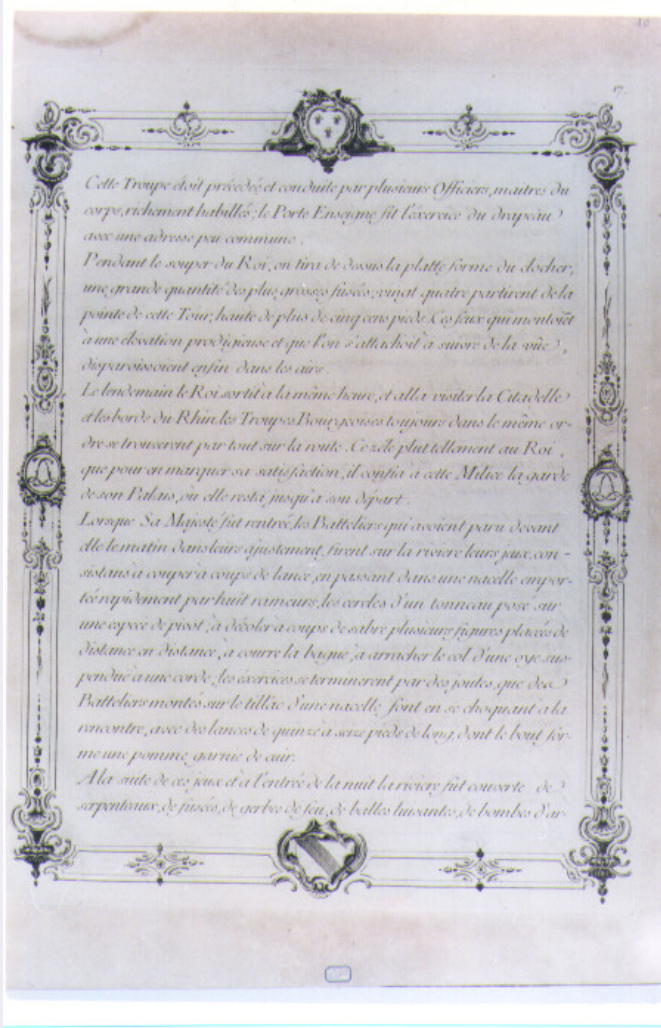 17.
Cette Troupe étoit précédée et conduite par plusieurs Officiers, maîtres du
corps, richement habillés; le Porte Enseigne fit l'éxercice du drapeau
avec une adresse peu commune.
Pendant le souper du Roi, on tira de dessus la platte forme du clocher,
une grande quantité des plus grosses fusées; vingt quatre partirent de la
pointe de cette Tour, haute de plus de cinq cens pieds. Ces feux qui montoiēt
à une élévation prodigieuse et que l'on s'attachoit à suivre de la vûe,
disparoissoient enfin dans les airs.
Le lendemain le Roi sortit à la même heure, et alla visiter la Citadelle
et les bords du Rhin. les Troupes Bourgeoises toujours dans le même or-
dre se trouverent par tout sur la route. Ce zèle plut tellement au Roi,
que pour en marquer sa satisfaction, il confia à cette Milice la garde
de son Palais, où elle resta jusqu'à son départ.
Lorsque Sa Majesté fut rentrée, les Batteliers qui avoient paru devant
elle le matin dans leurs ajustement, firent sur la riviere leurs jeux, con-
sistans à couper à coups de lance, en passant dans une nacelle empor-
tée rapidement par huit rameurs, les cercles d'un tonneau posé sur
une espece de pivot, à décoler à coups de sabre plusieurs figures placées de
distance en distance, à courre la bague, à arracher le col d'une oye sus-
pendue à une corde; les éxercices se terminerent par des joutes, que des
Batteliers montés sur le tillac d'une nacelle font en se choquant à la
rencontre, avec des lances de quinze à seize pieds de long, dont le bout for-
me une pomme garnie de cuir.
A la suite de ces jeux et à l'entrée de la nuit la riviere fut couverte de
serpenteaux, de fusées, de gerbes de feu, de balles luisantes, de bombes d'ar-